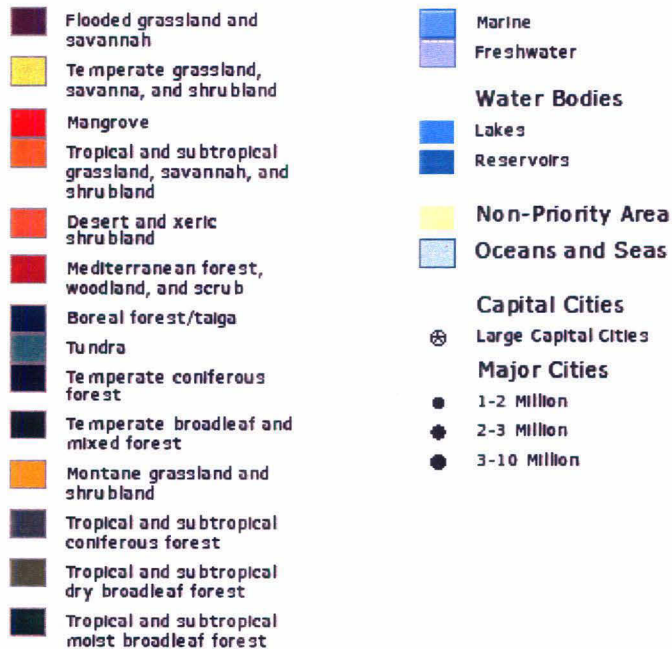 Flooded grassland and
savannah
Temperate grassland,
savanna, and shrubland
Mangrove
Tropical and subtropical
grassland, savannah, and
shrubland
Desert and xeric
shrubland
Mediterranean forest,
woodland, and scrub
Boreal forest/taiga
Tundra
Temperate coniferous
forest
Temperate broadleaf and
mixed forest
Montane grassland and
shrubland
Tropical and subtropical
coniferous forest
Tropical and subtropical
dry broadleaf forest
Tropical and subtropical
moist broadleaf forest
Marine
Freshwater
Water Bodies
Lakes
Reservoirs
Non-Priority Area
Oceans and Seas
Capital Cities
Large Capital Cities
Major Cities
1-2 Million
2-3 Million
3-10 Million